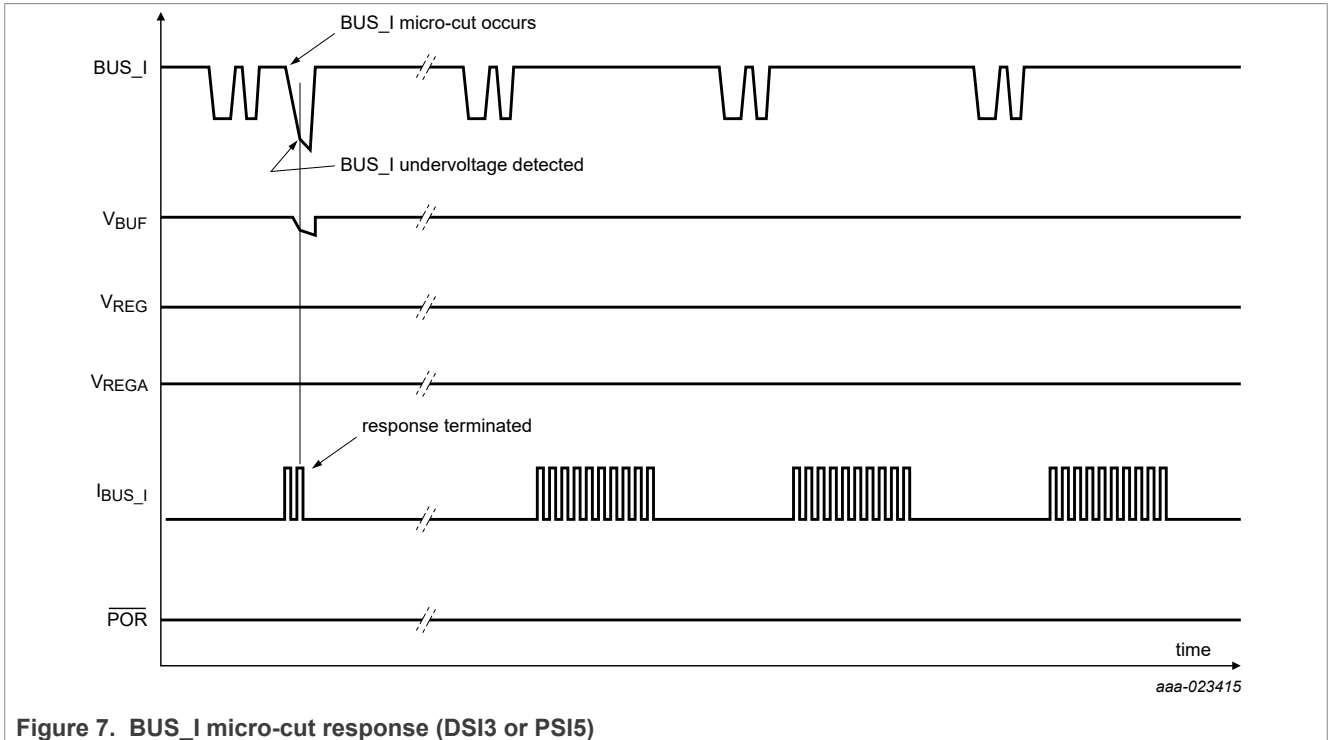 BUS_I micro-cut occurs
BUS_I
BUS_I undervoltage detected
VBUF
VREG
VREGA
response terminated
IBUS_I
POR
time
aaa-023415
Figure 7. BUS_I micro-cut response (DSI3 or PSI5)